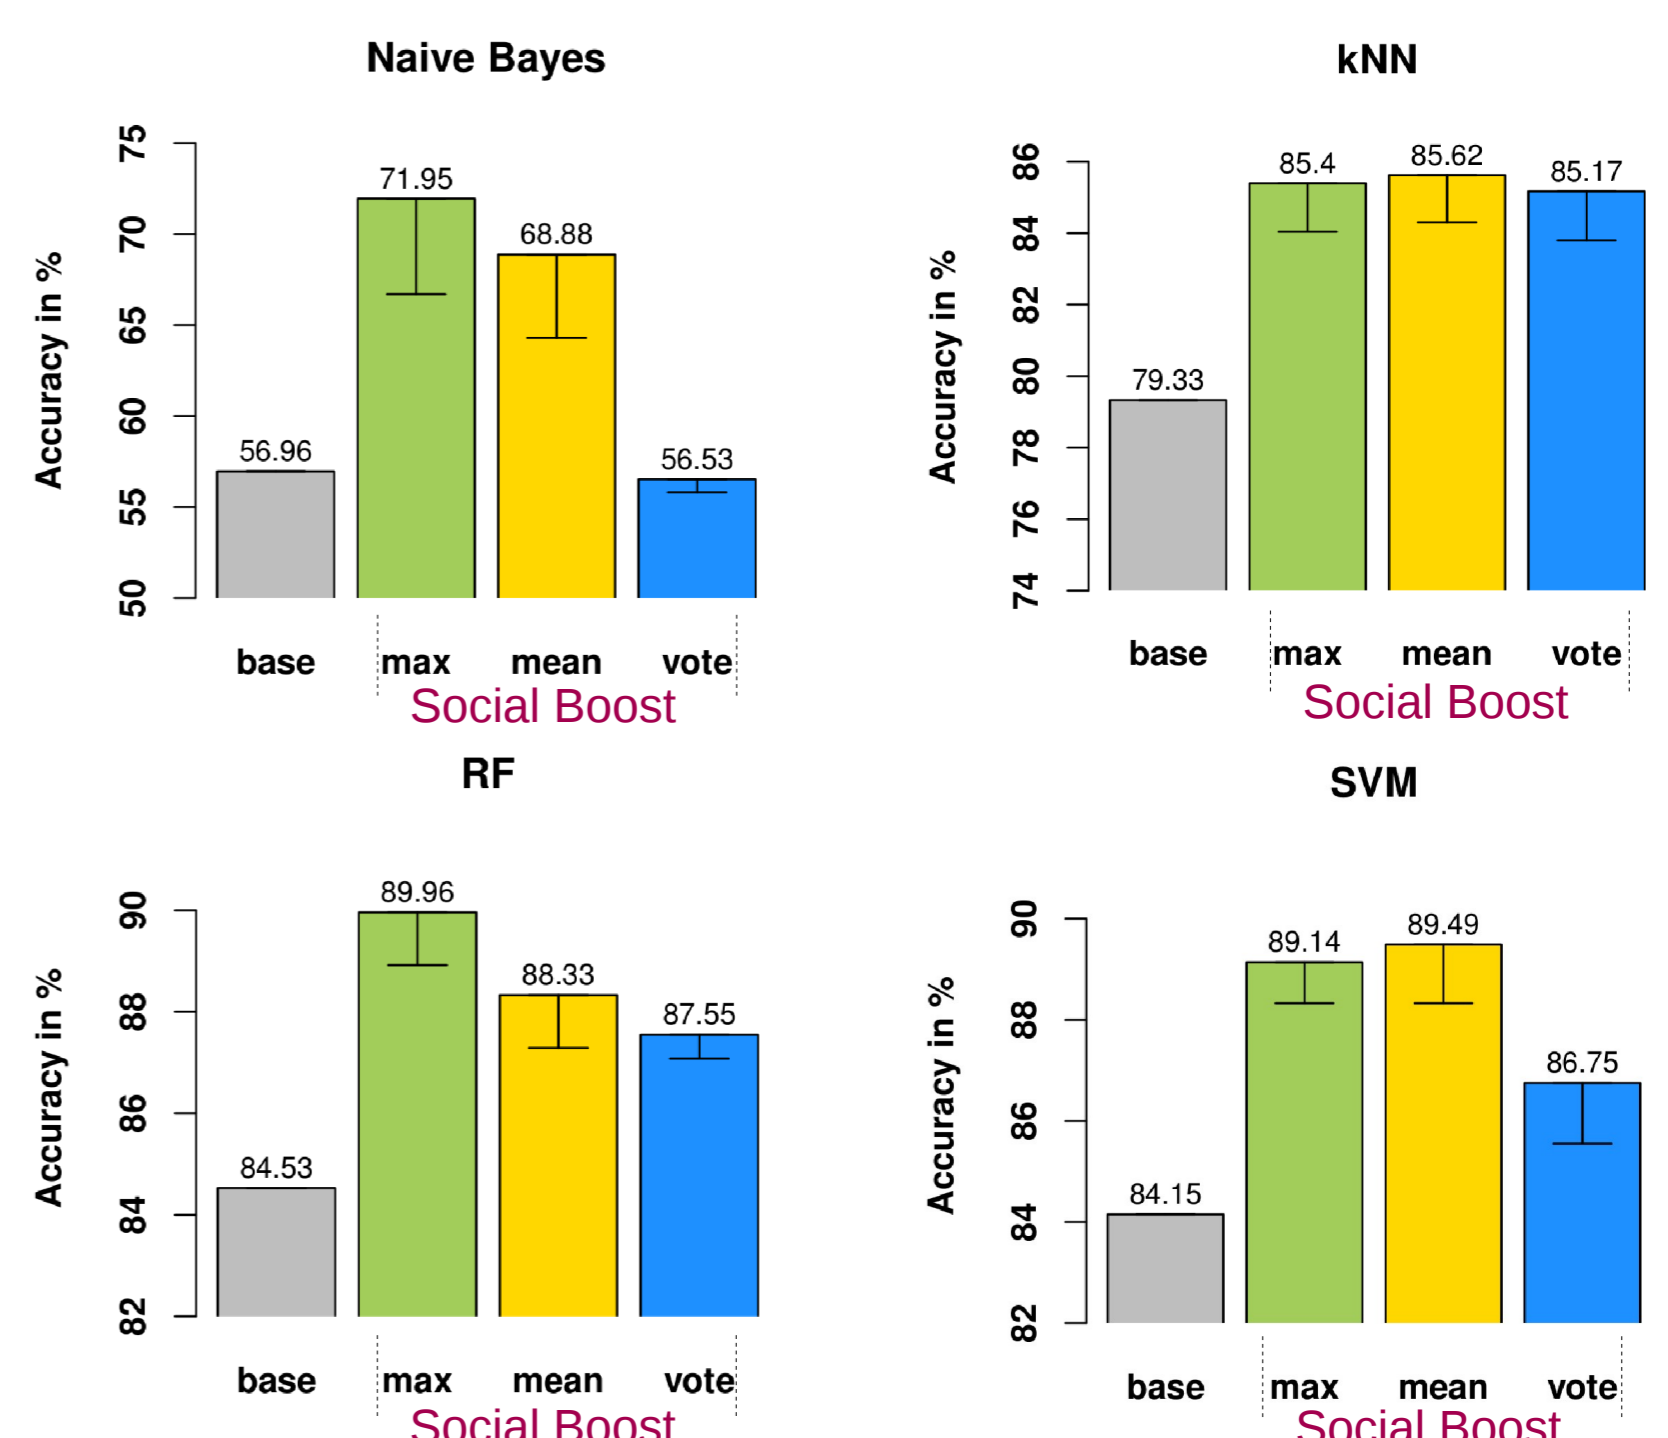 Naive Bayes
Accuracy in %
75
70
65
60
55
50
56.96
71.95
68.88
56.53
base max mean vote
Social Boost
kNN
Accuracy in %
86
84
82
80
78
76
74
79.33
85.4
85.62
85.17
base max mean vote
Social Boost
RF
Accuracy in %
90
88
86
84
82
84.53
89.96
88.33
87.55
base max mean vote
Social Boost
SVM
Accuracy in %
90
88
86
84
82
84.15
89.14
89.49
86.75
base max mean vote
Social Boost